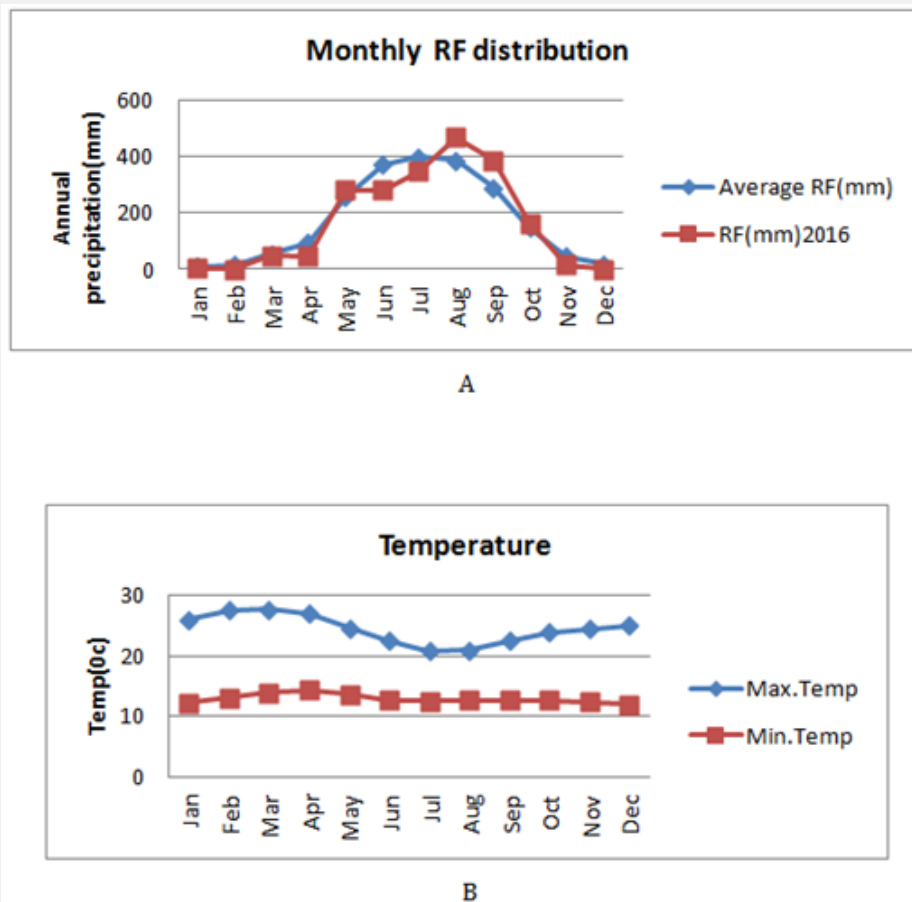 Monthly RF distribution
Annual
precipitation(mm)
600
400
200
0
Jan
Feb
Mar
Apr
May
Jun
Jul
Aug
Sep
Oct
Nov
Dec
Average RF(mm)
RF(mm)2016
A
Temperature
Temp(0c)
30
20
10
0
Jan
Feb
Mar
Apr
May
Jun
Jul
Aug
Sep
Oct
Nov
Dec
Max.Temp
Min.Temp
B